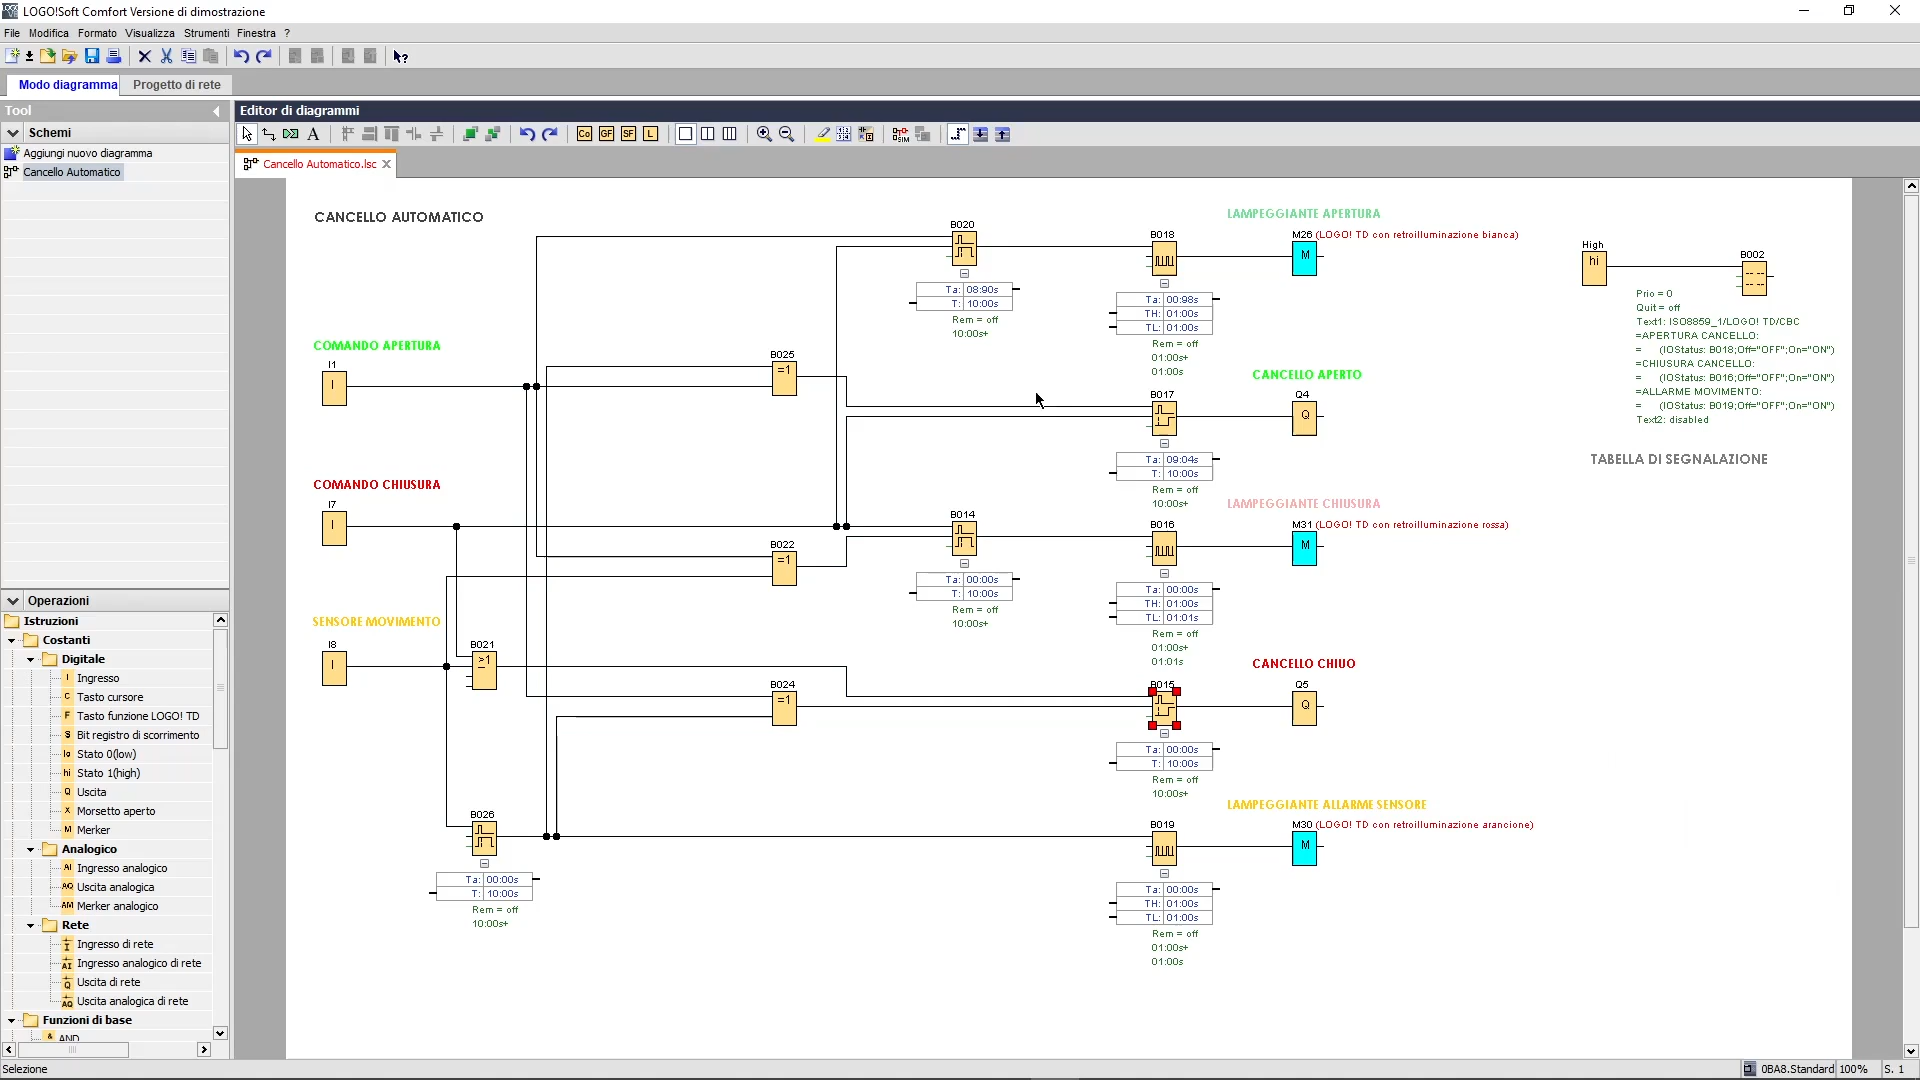 LOGO!Soft Comfort Versione di dimostrazione
File Modifica Formato Visualizza Strumenti Finestra ?
Modo diagramma Progetto di rete
Tool
Editor di diagrammi
Schemi
Aggiungi nuovo diagramma
Cancello Automatico
Co GF SF L
Cancello Automatico.lsc
CANCELLO AUTOMATICO
COMANDO APERTURA
I1
I
COMANDO CHIUSURA
I7
I
SENSORE MOVIMENTO
I8
I
B021
>1
B026
Ta: 00:00s
T: 10:00s
Rem = off
10:00s+
B025
=1
B022
=1
B024
=1
B020
Ta: 08:90s
T: 10:00s
Rem = off
10:00s+
B014
Ta: 00:00s
T: 10:00s
Rem = off
10:00s+
LAMPEGGIANTE APERTURA
B018
M26 (LOGO! TD con retroilluminazione bianca)
M
Ta: 00:98s
TH: 01:00s
TL: 01:00s
Rem = off
01:00s+
01:00s
CANCELLO APERTO
B017
Q4
Q
Ta: 09:04s
T: 10:00s
Rem = off
10:00s+
LAMPEGGIANTE CHIUSURA
B016
M31 (LOGO! TD con retroilluminazione rossa)
M
Ta: 00:00s
TH: 01:00s
TL: 01:01s
Rem = off
01:00s+
01:01s
CANCELLO CHIUO
B015
Q5
Q
Ta: 00:00s
T: 10:00s
Rem = off
10:00s+
LAMPEGGIANTE ALLARME SENSORE
B019
M30 (LOGO! TD con retroilluminazione arancione)
M
Ta: 00:00s
TH: 01:00s
TL: 01:00s
Rem = off
01:00s+
01:00s
High
hi
B002
Prio = 0
Quit = off
Text1: ISO8859_1/LOGO! TD/CBC
=APERTURA CANCELLO:
= (IOStatus: B018;Off="OFF";On="ON")
=CHIUSURA CANCELLO:
= (IOStatus: B016;Off="OFF";On="ON")
=ALLARME MOVIMENTO:
= (IOStatus: B019;Off="OFF";On="ON")
Text2: disabled
TABELLA DI SEGNALAZIONE
Operazioni
Istruzioni
Costanti
Digitale
I Ingresso
C Tasto cursore
F Tasto funzione LOGO! TD
S Bit registro di scorrimento
lo Stato 0(low)
hi Stato 1(high)
Q Uscita
X Morsetto aperto
M Merker
Analogico
AI Ingresso analogico
AQ Uscita analogica
AM Merker analogico
Rete
I Ingresso di rete
AI Ingresso analogico di rete
Q Uscita di rete
AQ Uscita analogica di rete
Funzioni di base
& AND
Selezione
0BA8.Standard 100% S. 1